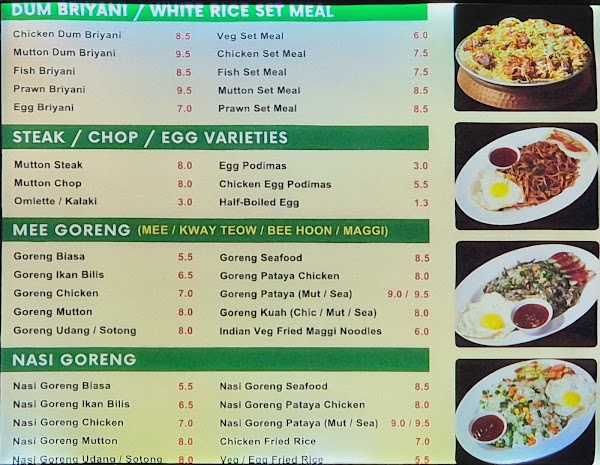 DUM BRIYANI / WHITE RICE SET MEAL
Chicken Dum Briyani 8.5 Veg Set Meal 6.0
Mutton Dum Briyani 9.5 Chicken Set Meal 7.5
Fish Briyani 8.5 Fish Set Meal 7.5
Prawn Briyani 9.5 Mutton Set Meal 8.5
Egg Briyani 7.0 Prawn Set Meal 8.5
STEAK / CHOP / EGG VARIETIES
Mutton Steak 8.0 Egg Podimas 3.0
Mutton Chop 8.0 Chicken Egg Podimas 5.5
Omlette / Kalaki 3.0 Half-Boiled Egg 1.3
MEE GORENG (MEE / KWAY TEOW / BEE HOON / MAGGI)
Goreng Biasa 5.5 Goreng Seafood 8.5
Goreng Ikan Bilis 6.5 Goreng Pataya Chicken 8.0
Goreng Chicken 7.0 Goreng Pataya (Mut / Sea) 9.0 / 9.5
Goreng Mutton 8.0 Goreng Kuah (Chic / Mut / Sea) 8.0
Goreng Udang / Sotong 8.0 Indian Veg Fried Maggi Noodles 6.0
NASI GORENG
Nasi Goreng Biasa 5.5 Nasi Goreng Seafood 8.5
Nasi Goreng Ikan Bilis 6.5 Nasi Goreng Pataya Chicken 8.0
Nasi Goreng Chicken 7.0 Nasi Goreng Pataya (Mut / Sea) 9.0 / 9.5
Nasi Goreng Mutton 8.0 Chicken Fried Rice 7.0
Nasi Goreng Udang / Sotong 8.0 Veg / Egg Fried Rice 5.5